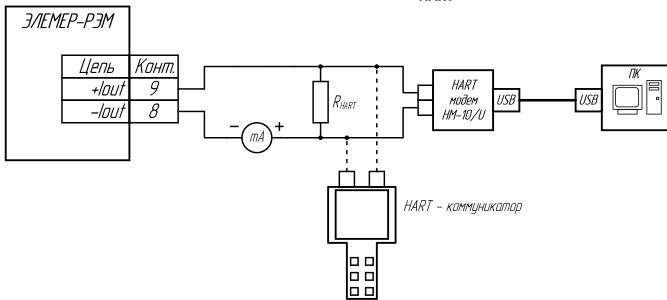 ЭЛЕМЕР-РЭМ
Цепь Конт.
+Iout 9
-Iout 8
R HART
− mA +
HART
модем
HM-10/U
USB
USB
ПК
HART - коммуникатор